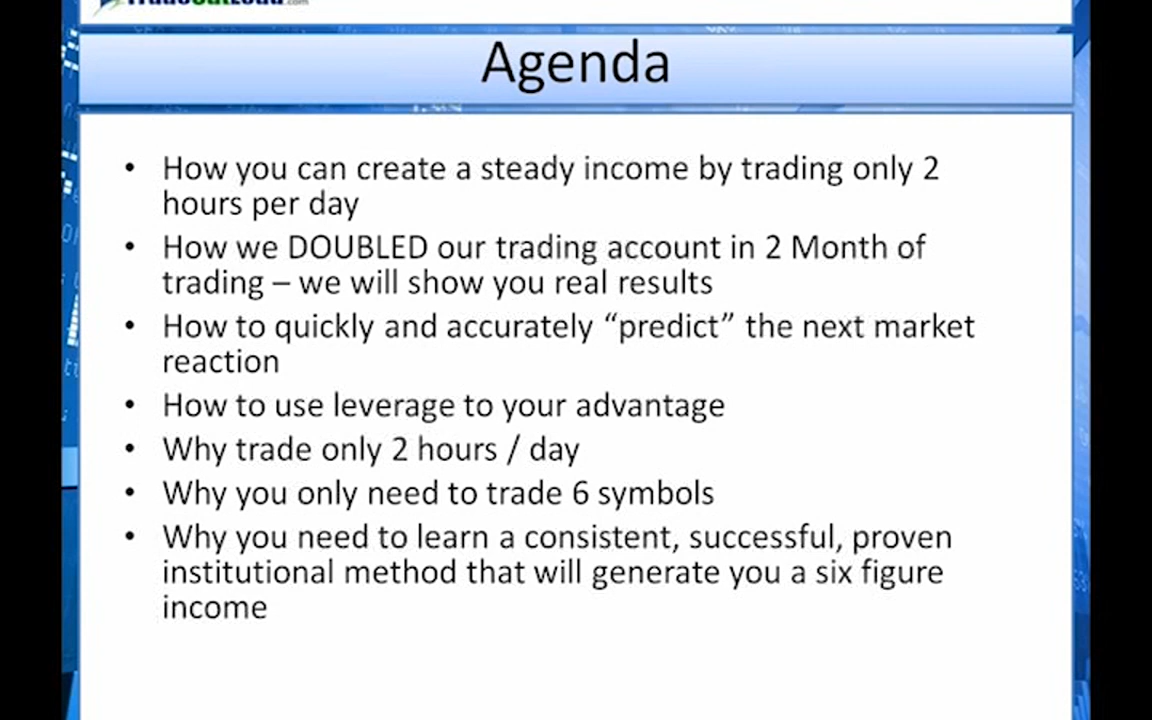 TradeOutLoud.com
Agenda
• How you can create a steady income by trading only 2
hours per day
• How we DOUBLED our trading account in 2 Month of
trading – we will show you real results
• How to quickly and accurately “predict” the next market
reaction
• How to use leverage to your advantage
• Why trade only 2 hours / day
• Why you only need to trade 6 symbols
• Why you need to learn a consistent, successful, proven
institutional method that will generate you a six figure
income